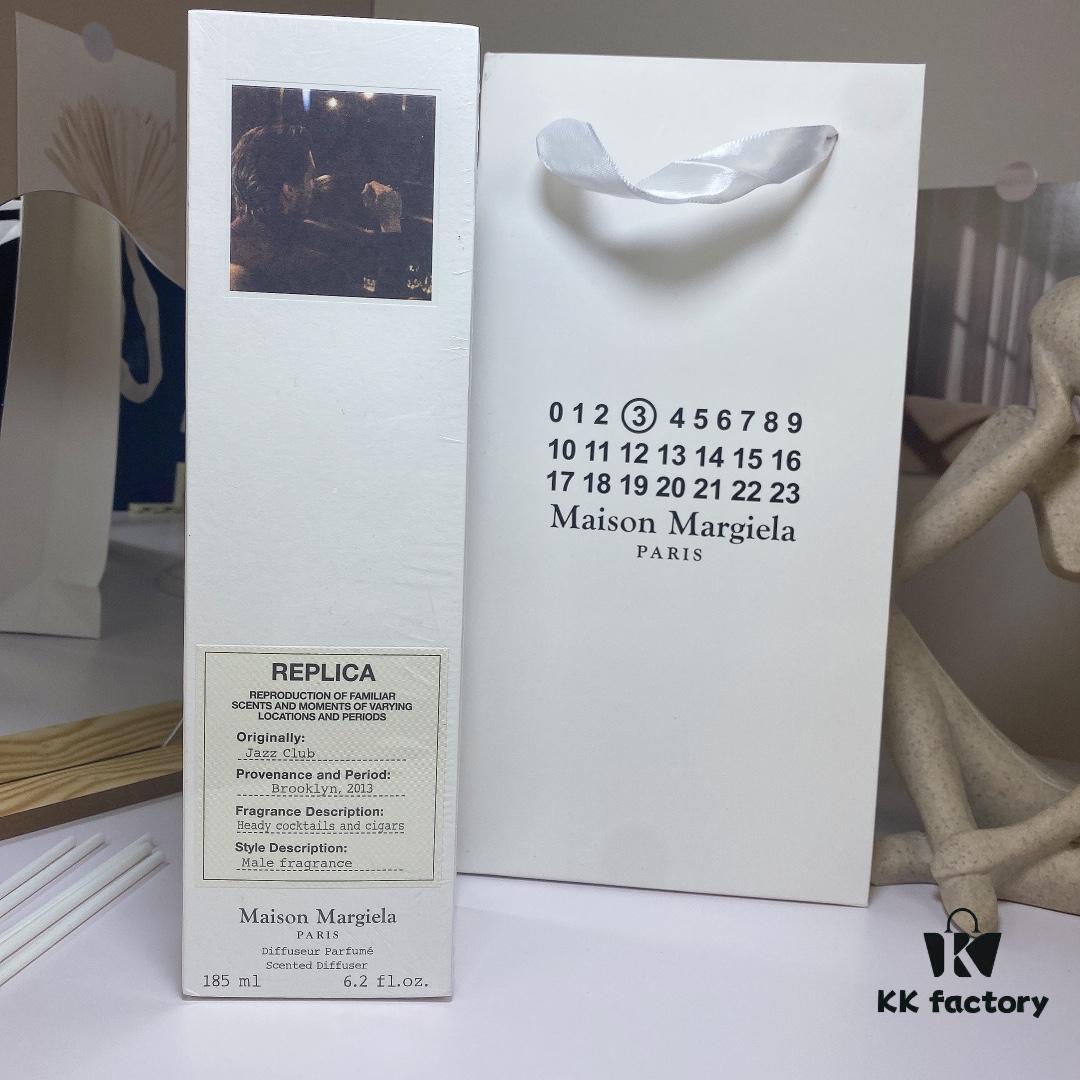 REPLICA
REPRODUCTION OF FAMILIAR
SCENTS AND MOMENTS OF VARYING
LOCATIONS AND PERIODS
Originally:
Jazz Club
Provenance and Period:
Brooklyn, 2013
Fragrance Description:
Heady cocktails and cigars
Style Description:
Male fragrance
Maison Margiela
PARIS
Diffuseur Parfumé
Scented Diffuser
185 ml 6.2 fl.oz.
0 1 2 3 4 5 6 7 8 9
10 11 12 13 14 15 16
17 18 19 20 21 22 23
Maison Margiela
PARIS
K
KK factory